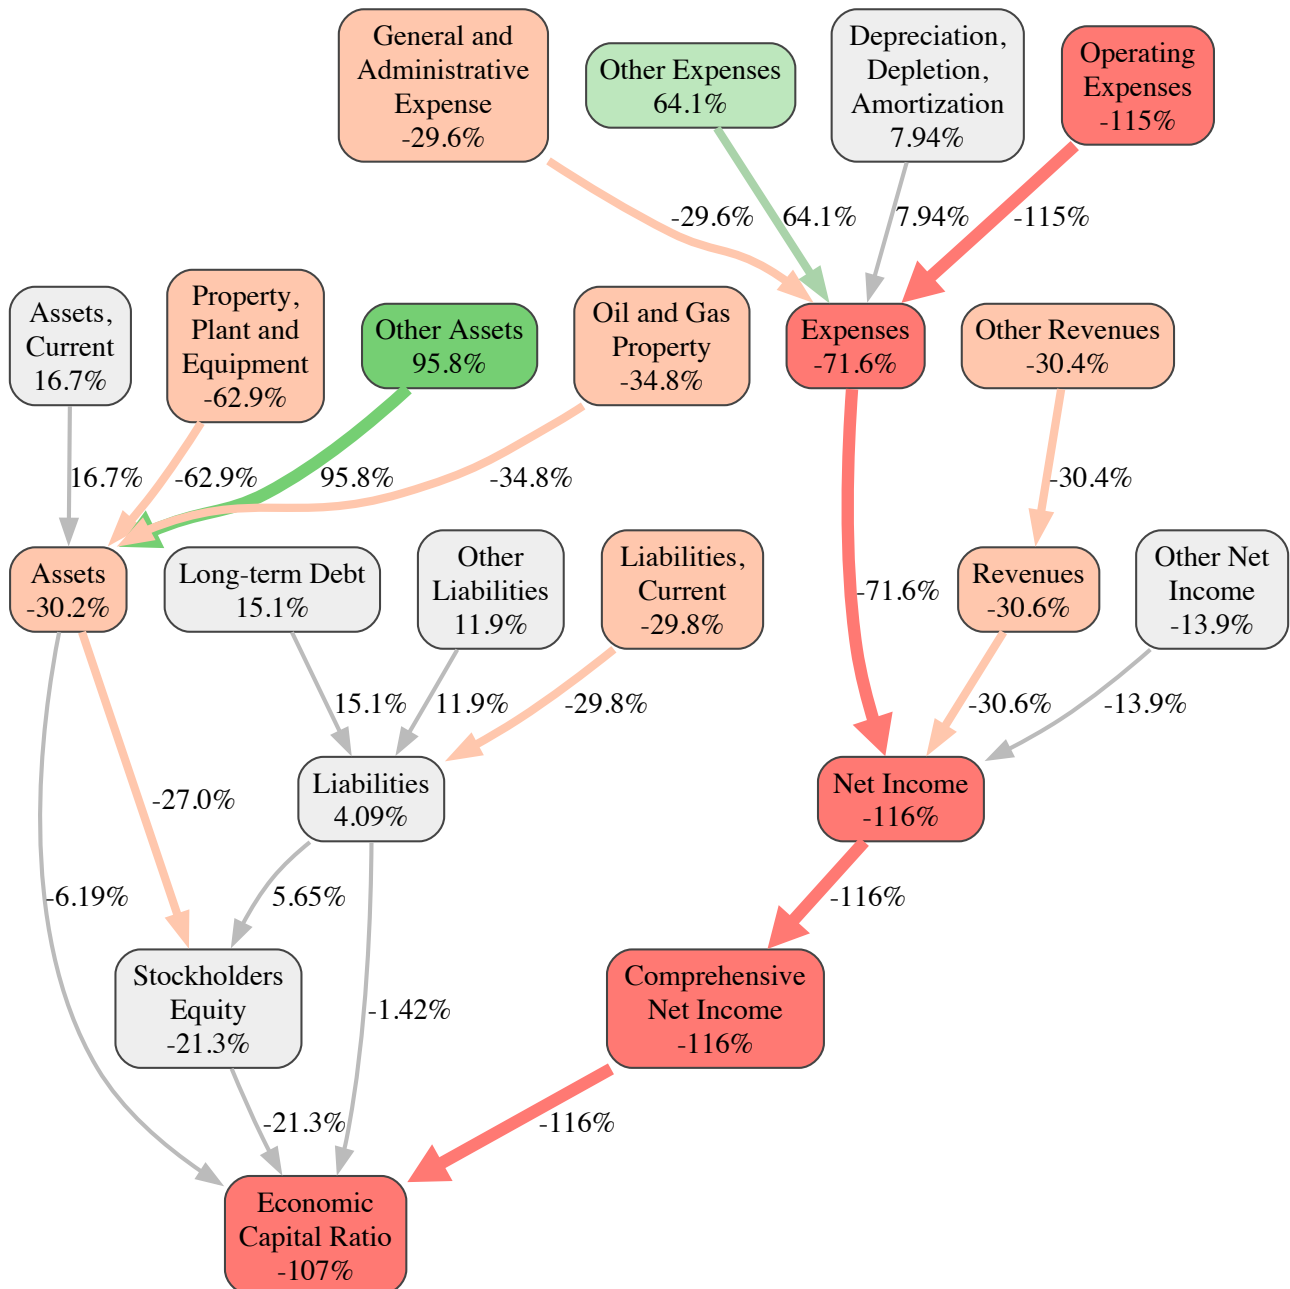 General and
Administrative
Expense
-29.6%
Other Expenses
64.1%
Depreciation,
Depletion,
Amortization
7.94%
Operating
Expenses
-115%
-29.6%
64.1%
7.94%
-115%
Assets,
Current
16.7%
Property,
Plant and
Equipment
-62.9%
Other Assets
95.8%
Oil and Gas
Property
-34.8%
Expenses
-71.6%
Other Revenues
-30.4%
16.7%
-62.9%
95.8%
-34.8%
-30.4%
Assets
-30.2%
Long-term Debt
15.1%
Other
Liabilities
11.9%
Liabilities,
Current
-29.8%
-71.6%
Revenues
-30.6%
Other Net
Income
-13.9%
15.1%
11.9%
-29.8%
-30.6%
-13.9%
-27.0%
Liabilities
4.09%
Net Income
-116%
-6.19%
5.65%
-116%
Stockholders
Equity
-21.3%
-1.42%
Comprehensive
Net Income
-116%
-21.3%
-116%
Economic
Capital Ratio
-107%